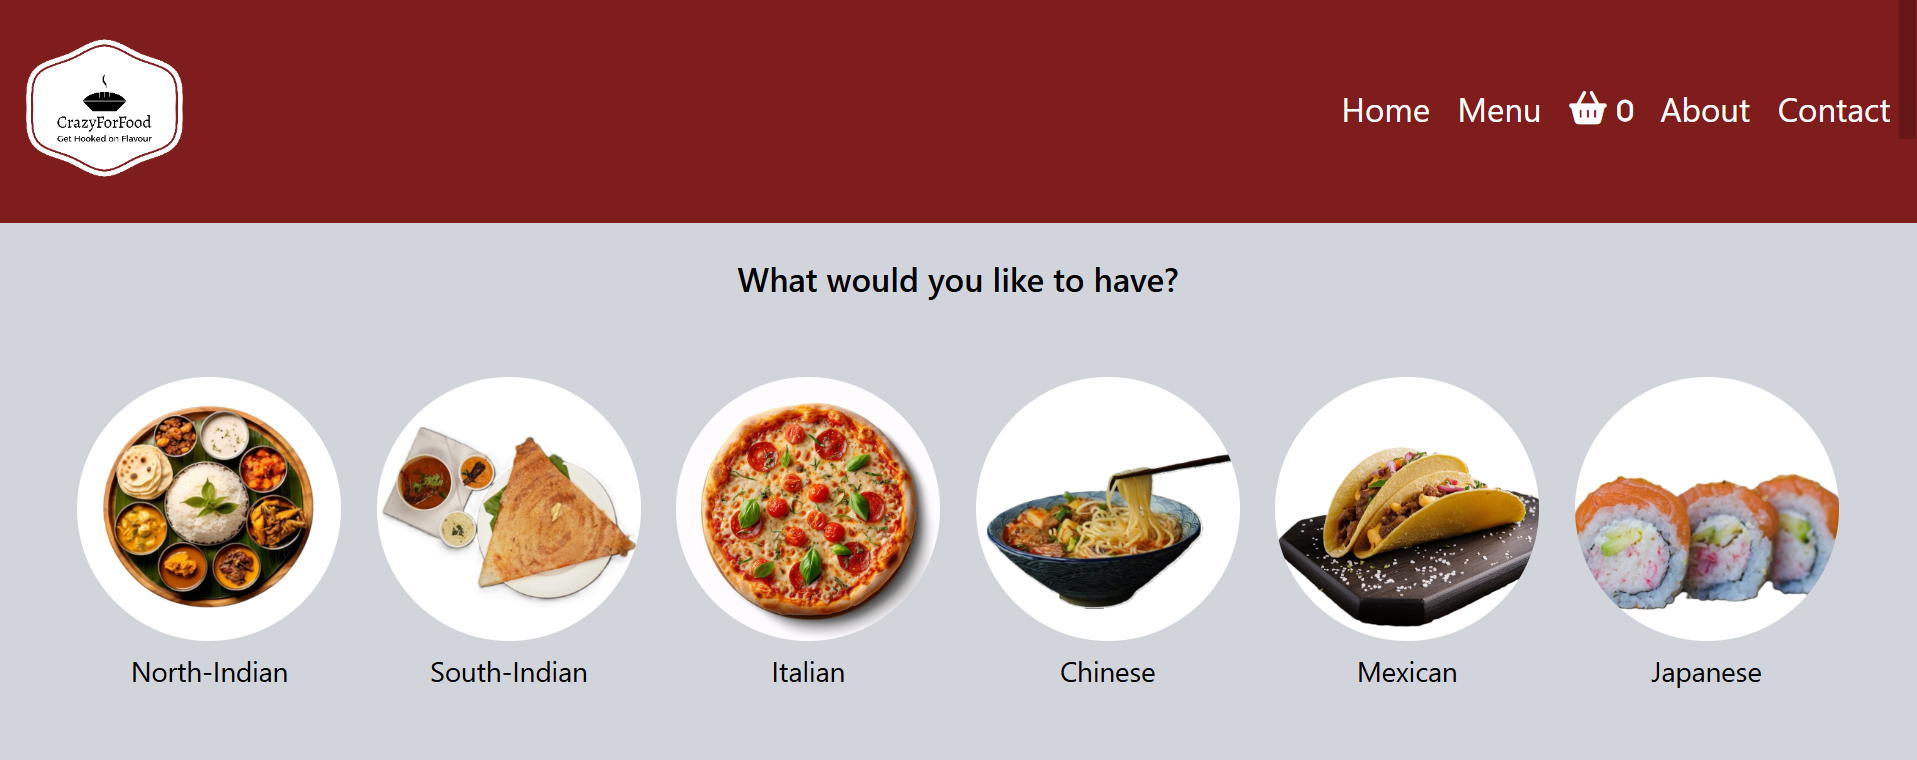 CrazyForFood
Get Hooked on Flavour
Home Menu 0 About Contact
What would you like to have?
North-Indian South-Indian Italian Chinese Mexican Japanese